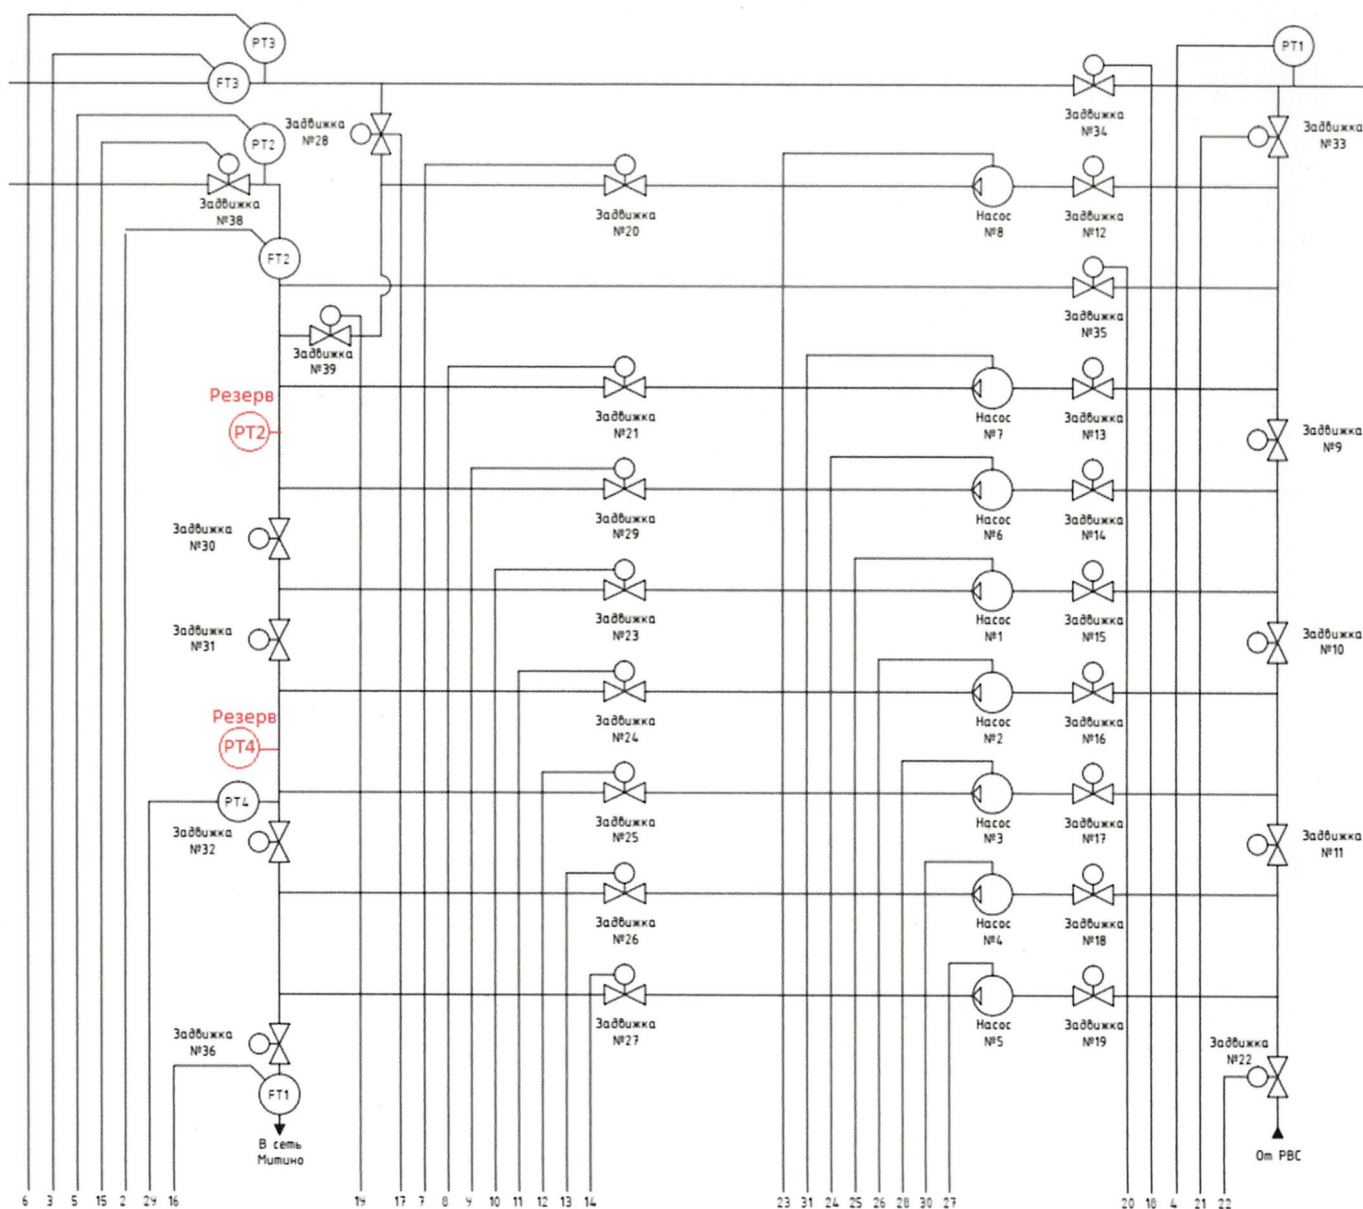 PT3
PT1
FT3
Задвижка
№28
Задвижка
№34
Задвижка
№33
PT2
Задвижка
№38
Задвижка
№20
Насос
№8
Задвижка
№12
FT2
Задвижка
№35
Задвижка
№39
Резерв
PT2
Задвижка
№21
Насос
№7
Задвижка
№13
Задвижка
№9
Задвижка
№30
Задвижка
№29
Насос
№6
Задвижка
№14
Задвижка
№31
Задвижка
№23
Насос
№1
Задвижка
№15
Задвижка
№10
Резерв
PT4
Задвижка
№24
Насос
№2
Задвижка
№16
PT4
Задвижка
№32
Задвижка
№25
Насос
№3
Задвижка
№17
Задвижка
№11
Задвижка
№26
Насос
№4
Задвижка
№18
Задвижка
№36
Задвижка
№27
Насос
№5
Задвижка
№19
Задвижка
№22
FT1
В сеть
Митино
От РВС
6 3 5 15 2 29 16 19 17 7 8 9 10 11 12 13 14 23 31 24 25 26 28 30 27 20 18 4 21 22